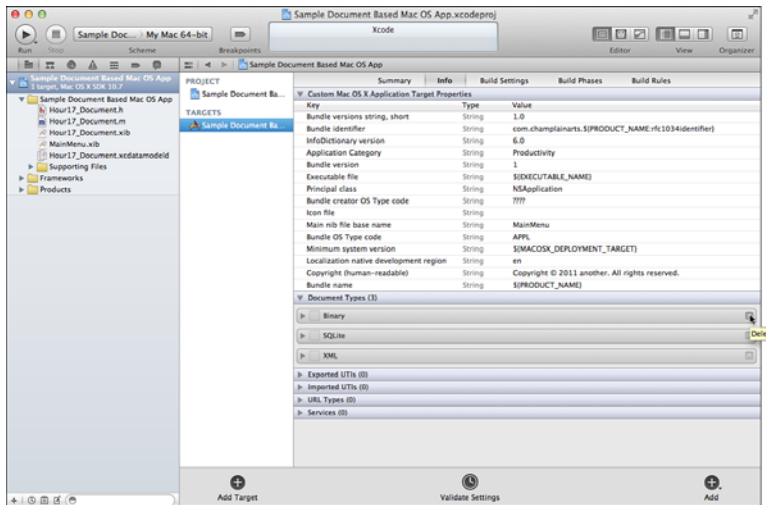 Sample Document Based Mac OS App.xcodeproj
Sample Doc... My Mac 64-bit
Xcode
Run Stop Scheme Breakpoints Editor View Organizer
Sample Document Based Mac OS App
Sample Document Based Mac OS App
1 target, Mac OS X SDK 10.7
Sample Document Based Mac OS App
Hour17_Document.h
Hour17_Document.m
Hour17_Document.xib
MainMenu.xib
Hour17_Document.xcdatamodeld
Supporting Files
Frameworks
Products
PROJECT
Sample Document Ba...
TARGETS
Sample Document Ba...
Summary Info Build Settings Build Phases Build Rules
Custom Mac OS X Application Target Properties
Key Type Value
Bundle versions string, short String 1.0
Bundle identifier String com.champlainarts.${PRODUCT_NAME:rfc1034identifier}
InfoDictionary version String 6.0
Application Category String Productivity
Bundle version String 1
Executable file String ${EXECUTABLE_NAME}
Principal class String NSApplication
Bundle creator OS Type code String ????
Icon file String
Main nib file base name String MainMenu
Bundle OS Type code String APPL
Minimum system version String ${MACOSX_DEPLOYMENT_TARGET}
Localization native development region String en
Copyright (human-readable) String Copyright © 2011 another. All rights reserved.
Bundle name String ${PRODUCT_NAME}
Document Types (3)
Binary
Dele
SQLite
XML
Exported UTIs (0)
Imported UTIs (0)
URL Types (0)
Services (0)
Add Target Validate Settings Add